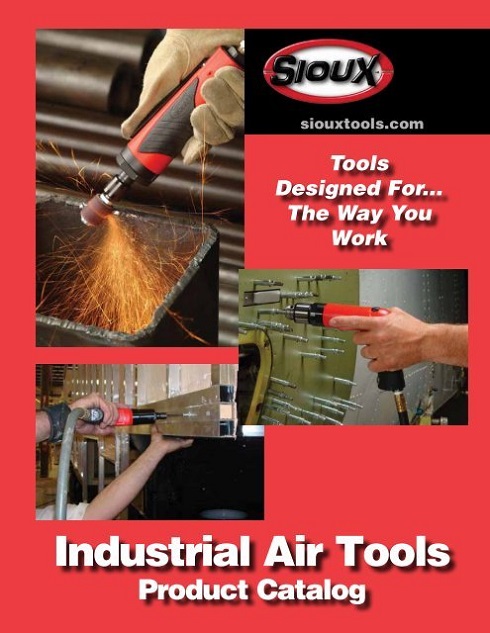 SIOUX
siouxtools.com
Tools
Designed For...
The Way You
Work
Industrial Air Tools
Product Catalog